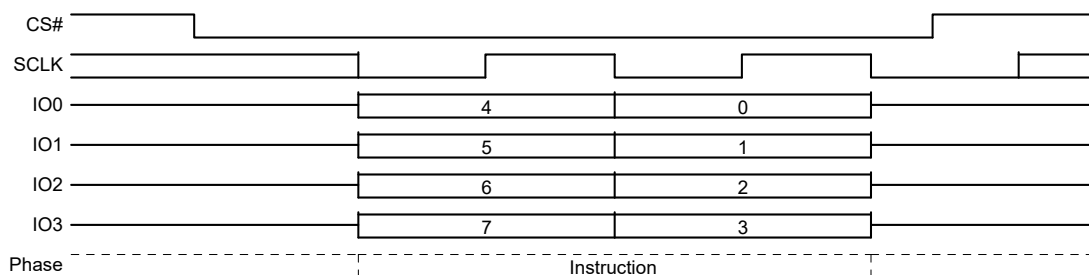 CS#
SCLK
IO0 4 0
IO1 5 1
IO2 6 2
IO3 7 3
Phase Instruction